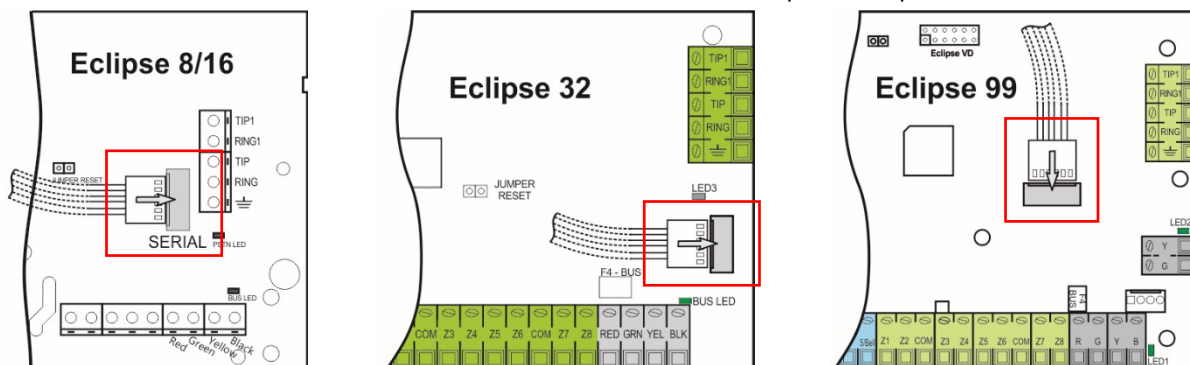 Eclipse 8/16
TIP1
RING1
TIP
RING
JUMPER RESET
SERIAL
PSTN LED
BUS LED
Red
Green
Yellow
Black
Eclipse 32
TIP1
RING1
TIP
RING
JUMPER
RESET
LED3
F4 - BUS
BUS LED
COM Z3 Z4 Z5 Z6 COM Z7 Z8 RED GRN YEL BLK
Eclipse VD
Eclipse 99
TIP1
RING1
TIP
RING
LED2
Y
G
F4
BUS
S/Bell Z1 Z2 COM Z3 Z4 Z5 Z6 COM Z7 Z8 R G Y B
LED1